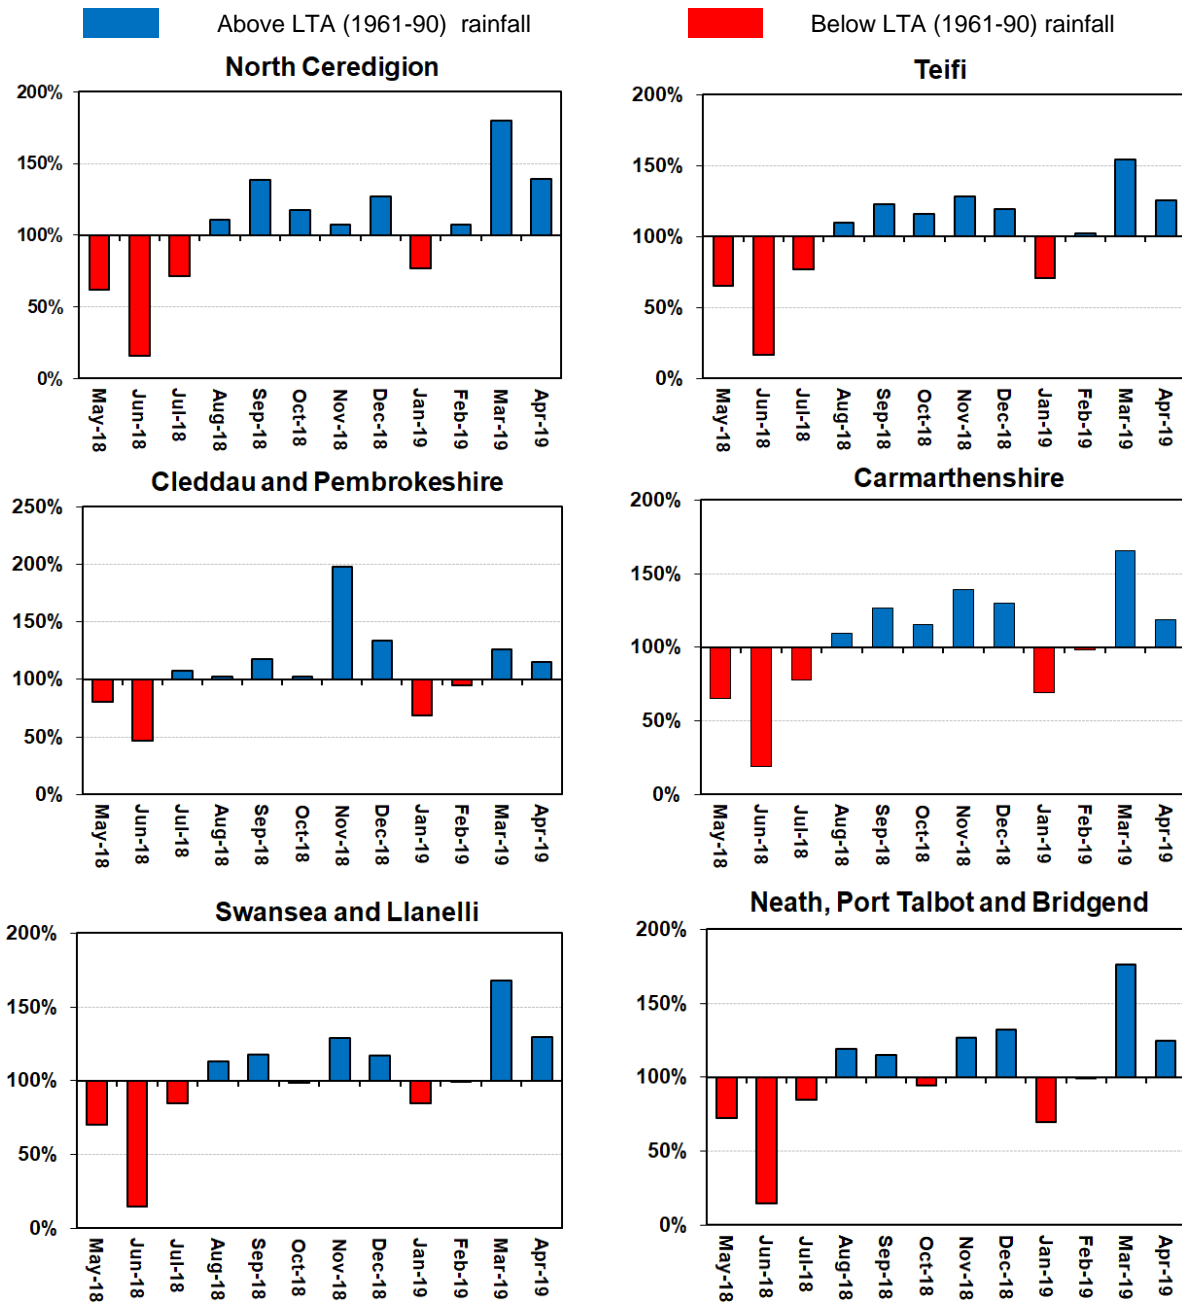 Above LTA (1961-90) rainfall
Below LTA (1961-90) rainfall
North Ceredigion
200%
150%
100%
50%
0%
May-18
Jun-18
Jul-18
Aug-18
Sep-18
Oct-18
Nov-18
Dec-18
Jan-19
Feb-19
Mar-19
Apr-19
Teifi
200%
150%
100%
50%
0%
May-18
Jun-18
Jul-18
Aug-18
Sep-18
Oct-18
Nov-18
Dec-18
Jan-19
Feb-19
Mar-19
Apr-19
Cleddau and Pembrokeshire
250%
200%
150%
100%
50%
0%
May-18
Jun-18
Jul-18
Aug-18
Sep-18
Oct-18
Nov-18
Dec-18
Jan-19
Feb-19
Mar-19
Apr-19
Carmarthenshire
200%
150%
100%
50%
0%
May-18
Jun-18
Jul-18
Aug-18
Sep-18
Oct-18
Nov-18
Dec-18
Jan-19
Feb-19
Mar-19
Apr-19
Swansea and Llanelli
200%
150%
100%
50%
0%
May-18
Jun-18
Jul-18
Aug-18
Sep-18
Oct-18
Nov-18
Dec-18
Jan-19
Feb-19
Mar-19
Apr-19
Neath, Port Talbot and Bridgend
200%
150%
100%
50%
0%
May-18
Jun-18
Jul-18
Aug-18
Sep-18
Oct-18
Nov-18
Dec-18
Jan-19
Feb-19
Mar-19
Apr-19